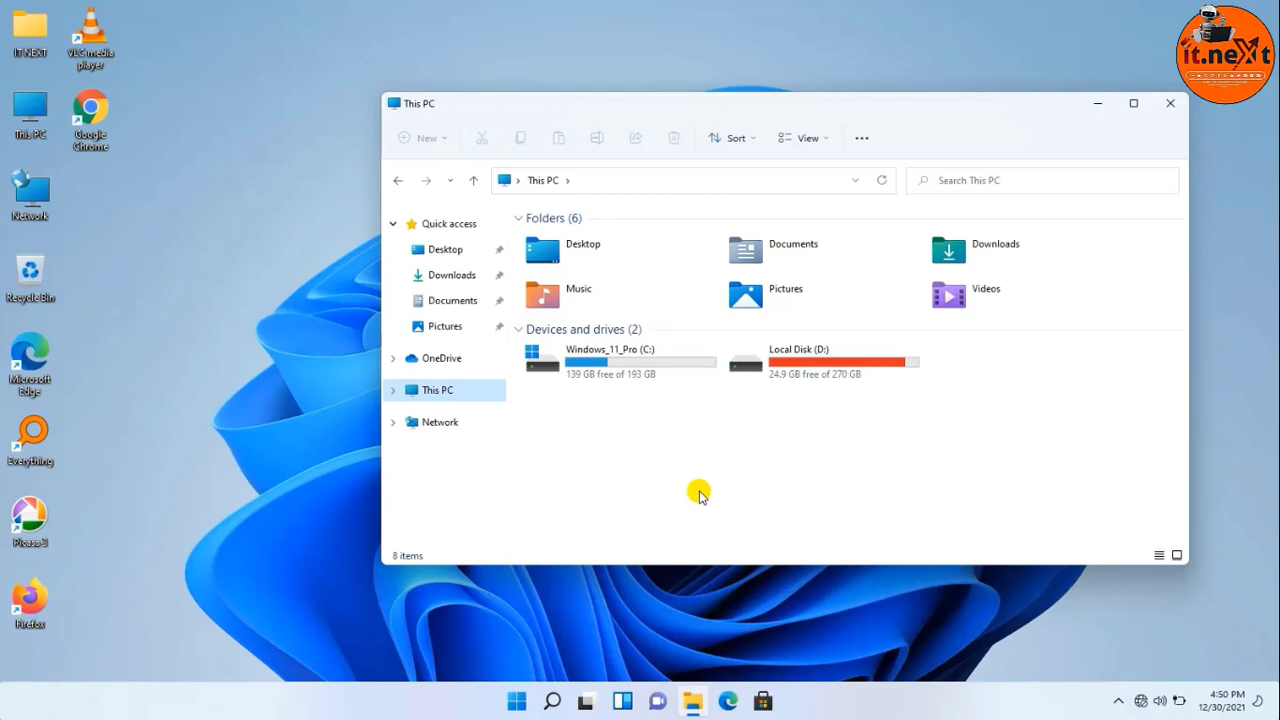 IT NEXT
VLC media
player
This PC
Google
Chrome
Network
Recycle Bin
Microsoft
Edge
Everything
Picasa 3
Firefox
it.neXt
This PC
New
Sort
View
This PC
Search This PC
Quick access
Desktop
Downloads
Documents
Pictures
OneDrive
This PC
Network
Folders (6)
Desktop
Documents
Downloads
Music
Pictures
Videos
Devices and drives (2)
Windows_11_Pro (C:)
139 GB free of 193 GB
Local Disk (D:)
24.9 GB free of 270 GB
8 items
4:50 PM
12/30/2021